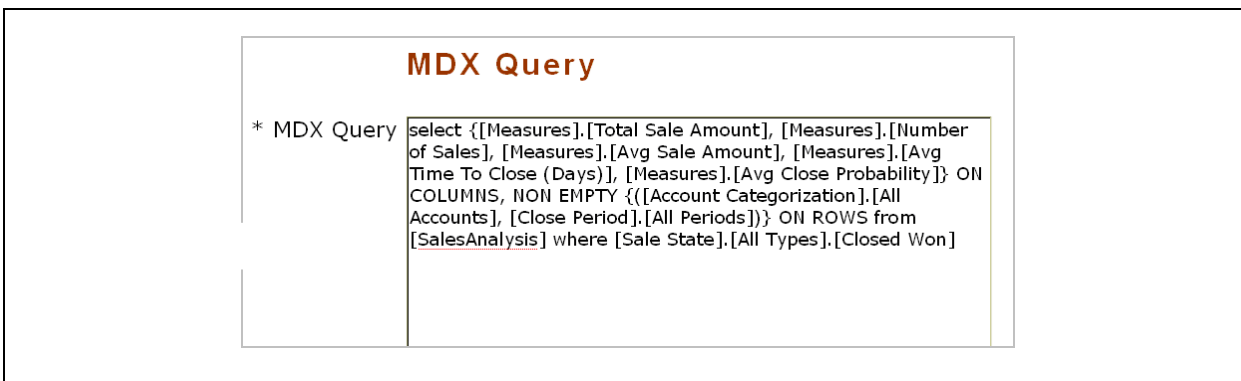 MDX Query
* MDX Query
select {[Measures].[Total Sale Amount], [Measures].[Number
of Sales], [Measures].[Avg Sale Amount], [Measures].[Avg
Time To Close (Days)], [Measures].[Avg Close Probability]} ON
COLUMNS, NON EMPTY {([Account Categorization].[All
Accounts], [Close Period].[All Periods])} ON ROWS from
[SalesAnalysis] where [Sale State].[All Types].[Closed Won]